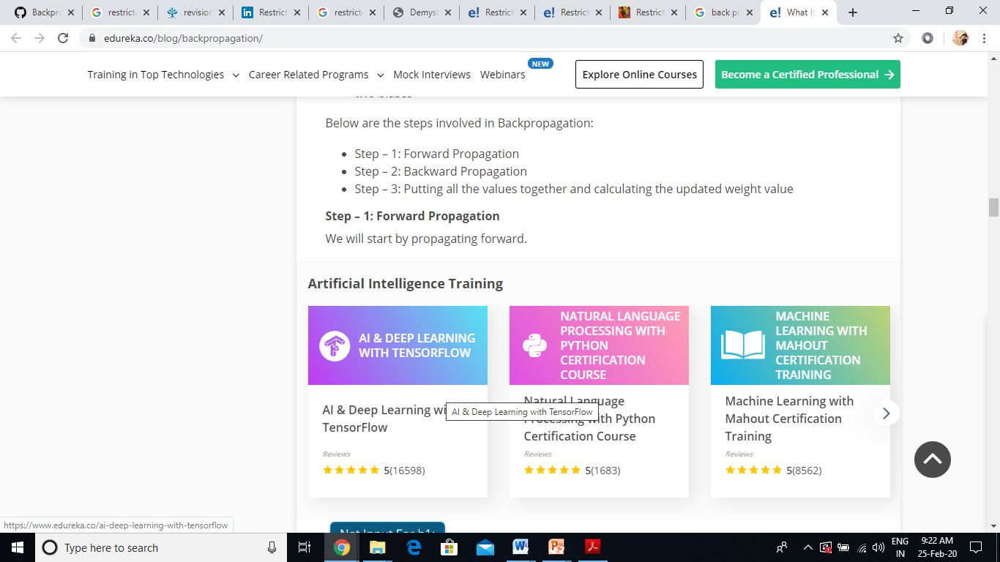 Backpro
restricte
revision
Restrict
restricte
Demyst
Restrict
Restrict
Restrict
back pr
What Is
edureka.co/blog/backpropagation/
Training in Top Technologies Career Related Programs Mock Interviews Webinars NEW Explore Online Courses Become a Certified Professional
Below are the steps involved in Backpropagation:
Step – 1: Forward Propagation
Step – 2: Backward Propagation
Step – 3: Putting all the values together and calculating the updated weight value
Step – 1: Forward Propagation
We will start by propagating forward.
Artificial Intelligence Training
AI & DEEP LEARNING
WITH TENSORFLOW
AI & Deep Learning wi
TensorFlow
Reviews
5(16598)
AI & Deep Learning with TensorFlow
NATURAL LANGUAGE
PROCESSING WITH
PYTHON
CERTIFICATION
COURSE
Natural Language
Processing with Python
Certification Course
Reviews
5(1683)
MACHINE
LEARNING WITH
MAHOUT
CERTIFICATION
TRAINING
Machine Learning with
Mahout Certification
Training
Reviews
5(8562)
https://www.edureka.co/ai-deep-learning-with-tensorflow
Net Input For h1:
Type here to search
ENG
IN
9:22 AM
25-Feb-20